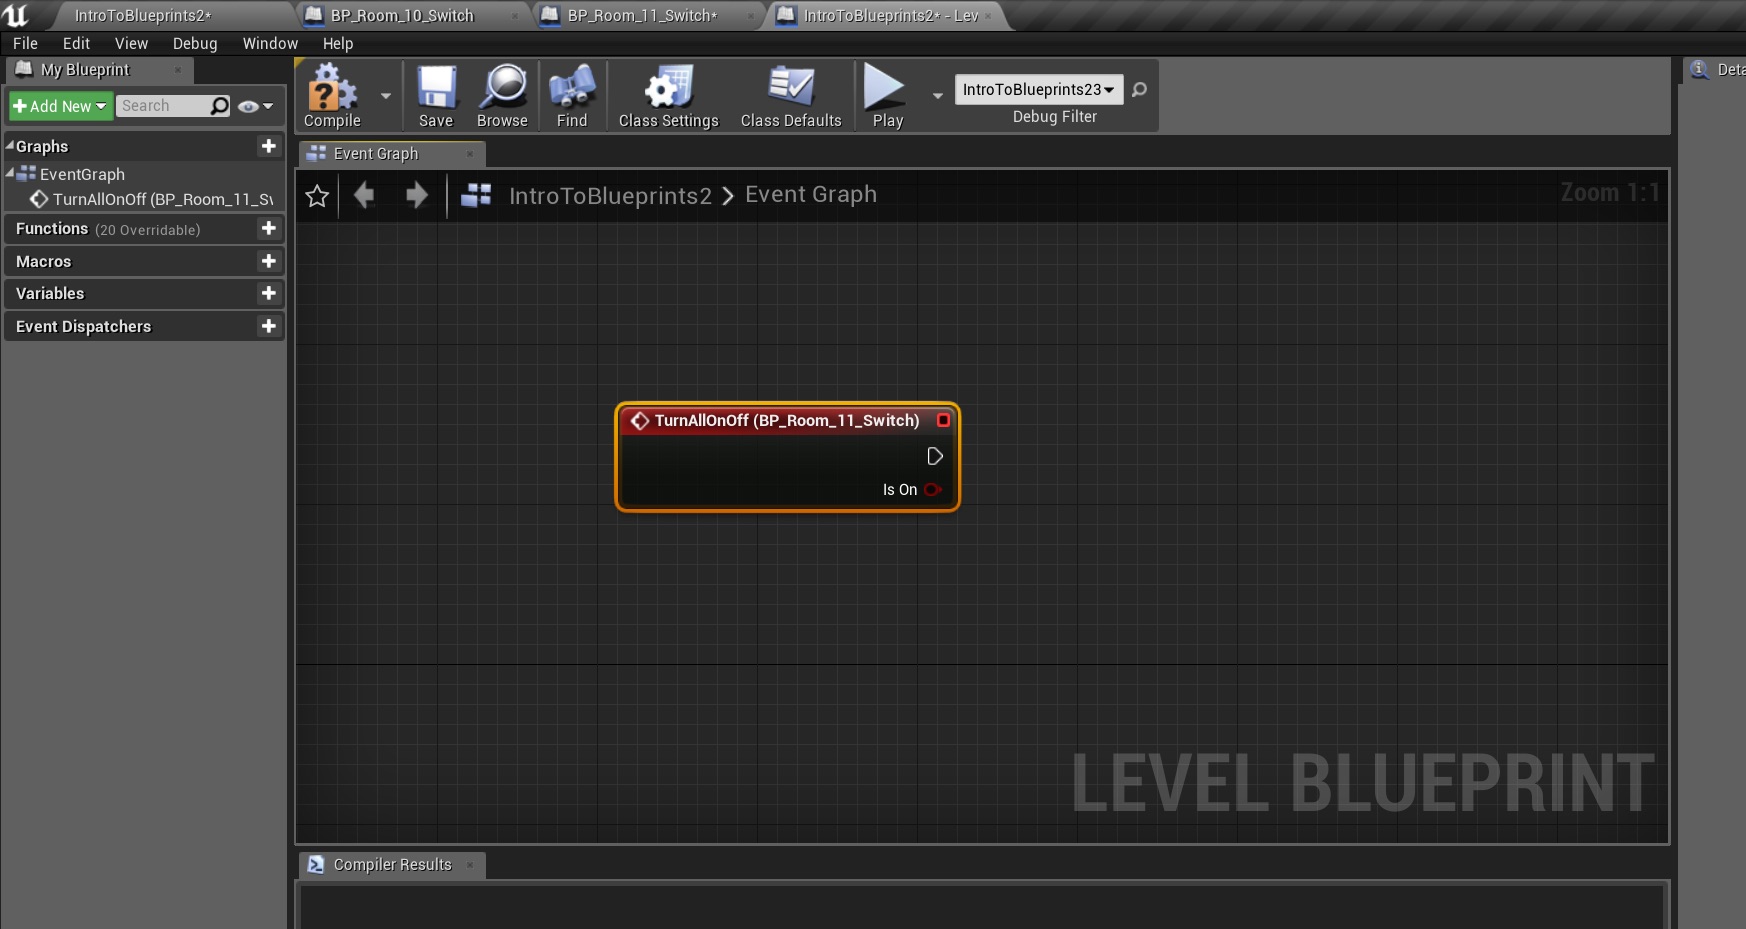 IntroToBlueprints2*
BP_Room_10_Switch
BP_Room_11_Switch*
IntroToBlueprints2* - Lev
File Edit View Debug Window Help
My Blueprint
Add New
Search
Graphs
EventGraph
TurnAllOnOff (BP_Room_11_Sw
Functions (20 Overridable)
Macros
Variables
Event Dispatchers
Compile
Save
Browse
Find
Class Settings
Class Defaults
Play
IntroToBlueprints23
Debug Filter
Event Graph
IntroToBlueprints2 > Event Graph
Zoom 1:1
TurnAllOnOff (BP_Room_11_Switch)
Is On
LEVEL BLUEPRINT
Compiler Results
Deta